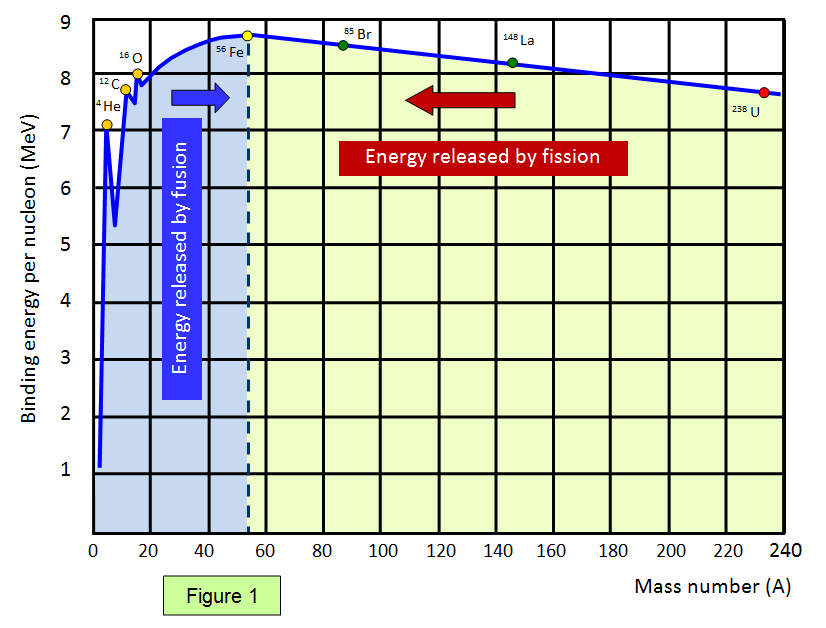 9
8
7
6
5
4
3
2
1
Binding energy per nucleon (MeV)
⁴He
¹²C
¹⁶O
⁵⁶Fe
⁸⁵Br
¹⁴⁸La
²³⁸U
Energy released by fusion
Energy released by fission
0 20 40 60 80 100 120 140 160 180 200 220 240
Mass number (A)
Figure 1